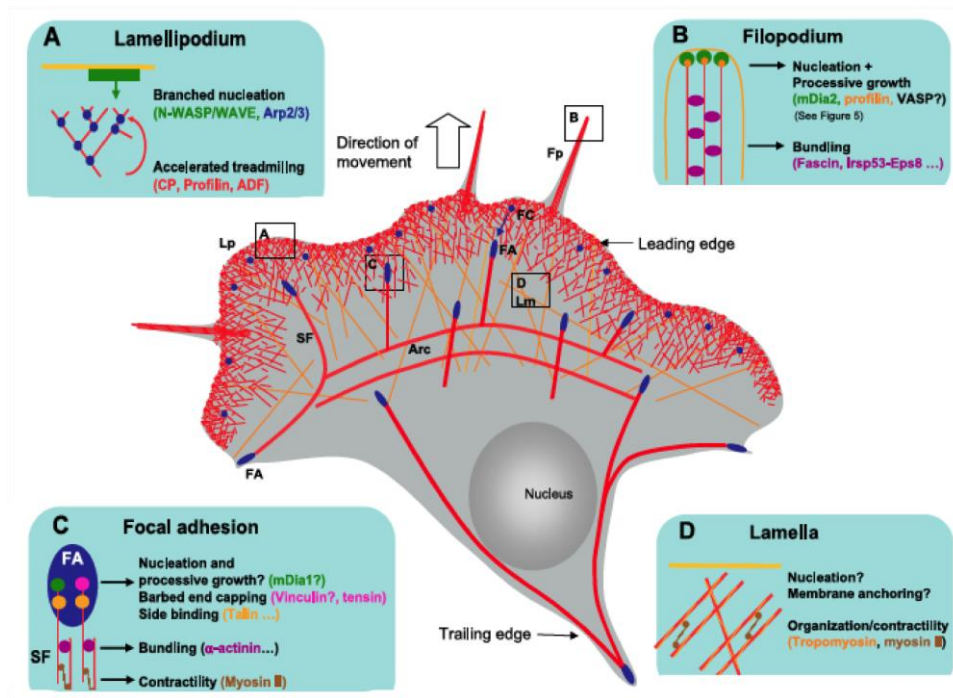 A
Lamellipodium
Branched nucleation
(N-WASP/WAVE, Arp2/3)
Accelerated treadmilling
(CP, Profilin, ADF)
B
Filopodium
Nucleation +
Processive growth
(mDia2, profilin, VASP?)
(See Figure 5)
Bundling
(Fascin, Irsp53-Eps8 ...)
Direction of
movement
B
Fp
Lp
A
FC
FA
Leading edge
C
D
Lm
SF
Arc
FA
Nucleus
Trailing edge
C
Focal adhesion
FA
Nucleation and
processive growth? (mDia1?)
Barbed end capping (Vinculin?, tensin)
Side binding (Talin ...)
SF
Bundling (α-actinin...)
Contractility (Myosin II)
D
Lamella
Nucleation?
Membrane anchoring?
Organization/contractility
(Tropomyosin, myosin II)